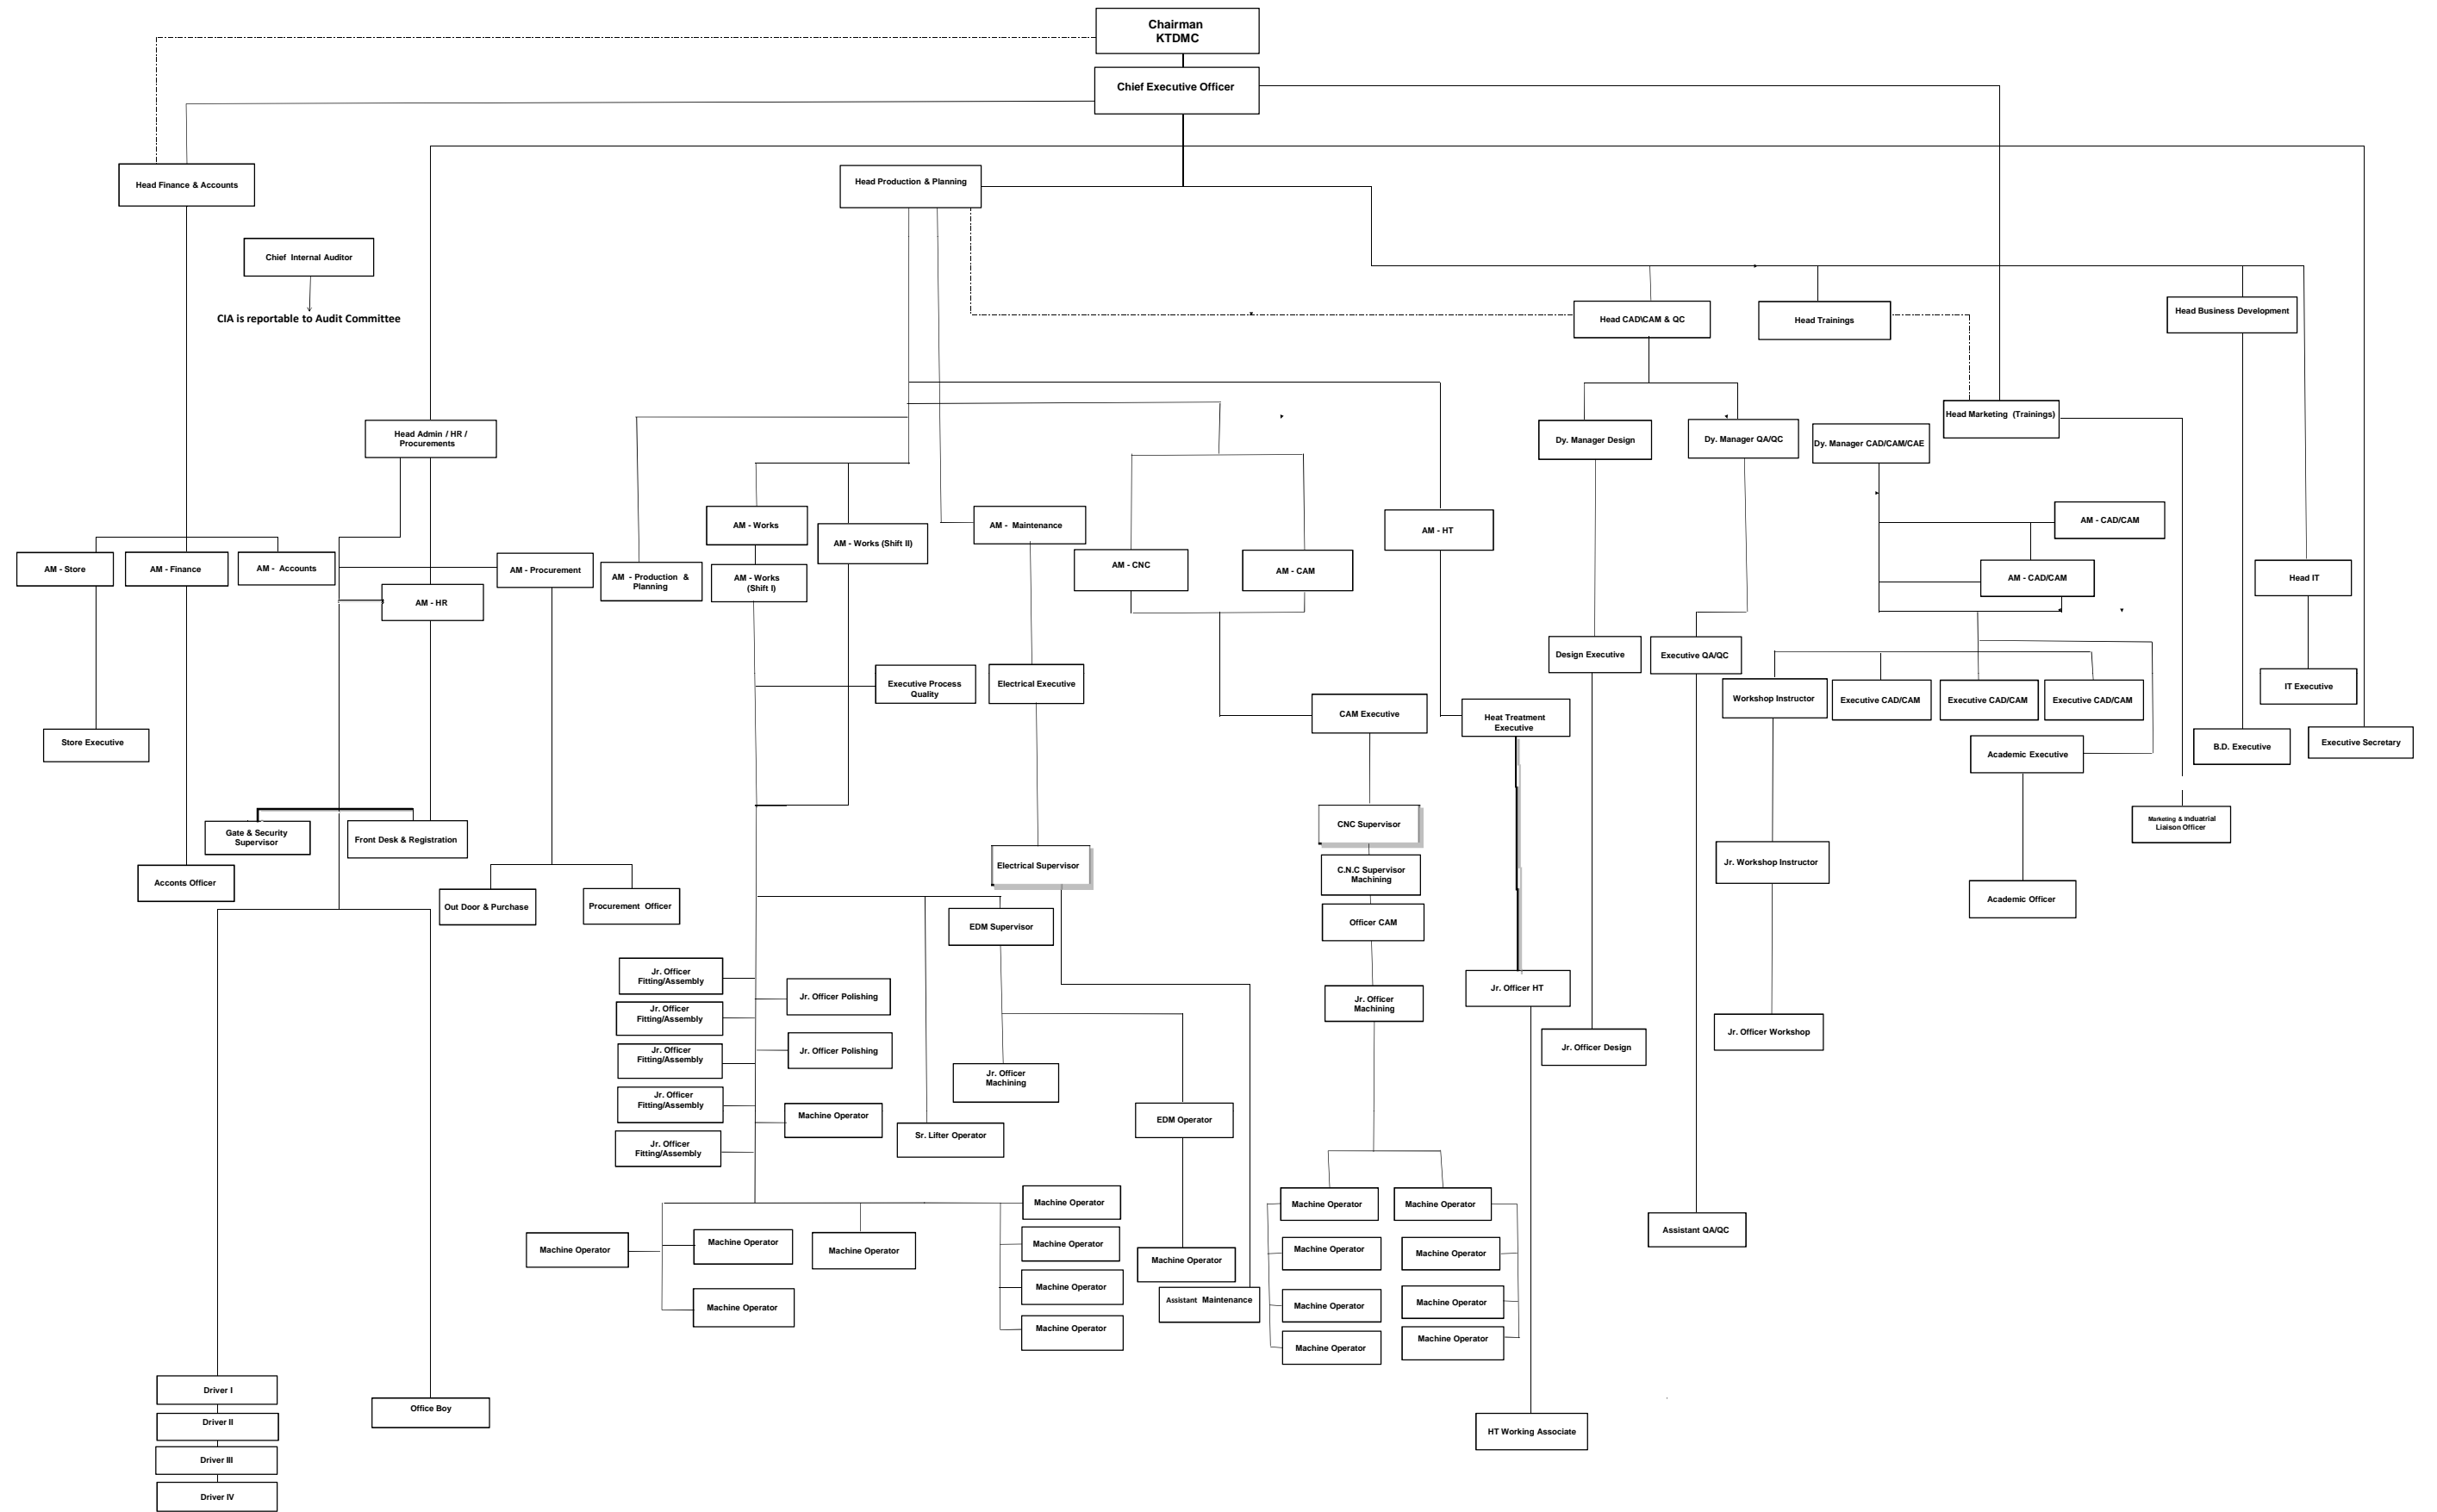 Chairman
KTDMC
Chief Executive Officer
Head Finance & Accounts
Head Production & Planning
Chief Internal Auditor
CIA is reportable to Audit Committee
Head CAD\CAM & QC
Head Trainings
Head Business Development
Head Admin / HR /
Procurements
Dy. Manager Design
Dy. Manager QA/QC
Dy. Manager CAD/CAM/CAE
Head Marketing (Trainings)
AM - Works
AM - Works (Shift II)
AM - Maintenance
AM - HT
AM - CAD/CAM
AM - Store
AM - Finance
AM - Accounts
AM - Procurement
AM - Production &
Planning
AM - Works
(Shift I)
AM - CNC
AM - CAM
AM - CAD/CAM
Head IT
AM - HR
Executive Process
Quality
Electrical Executive
Design Executive
Executive QA/QC
Workshop Instructor
Executive CAD/CAM
Executive CAD/CAM
Executive CAD/CAM
IT Executive
CAM Executive
Heat Treatment
Executive
Store Executive
Academic Executive
B.D. Executive
Executive Secretary
Gate & Security
Supervisor
Front Desk & Registration
CNC Supervisor
Marketing & Induatrial
Liaison Officer
Acconts Officer
Electrical Supervisor
C.N.C Supervisor
Machining
Jr. Workshop Instructor
Out Door & Purchase
Procurement Officer
EDM Supervisor
Officer CAM
Academic Officer
Jr. Officer
Fitting/Assembly
Jr. Officer Polishing
Jr. Officer
Machining
Jr. Officer HT
Jr. Officer
Fitting/Assembly
Jr. Officer Workshop
Jr. Officer
Fitting/Assembly
Jr. Officer Polishing
Jr. Officer Design
Jr. Officer
Machining
Jr. Officer
Fitting/Assembly
Machine Operator
EDM Operator
Jr. Officer
Fitting/Assembly
Sr. Lifter Operator
Machine Operator
Machine Operator
Machine Operator
Assistant QA/QC
Machine Operator
Machine Operator
Machine Operator
Machine Operator
Machine Operator
Machine Operator
Machine Operator
Machine Operator
Machine Operator
Assistant Maintenance
Machine Operator
Machine Operator
Machine Operator
Machine Operator
Machine Operator
Driver I
Office Boy
Driver II
HT Working Associate
Driver III
Driver IV